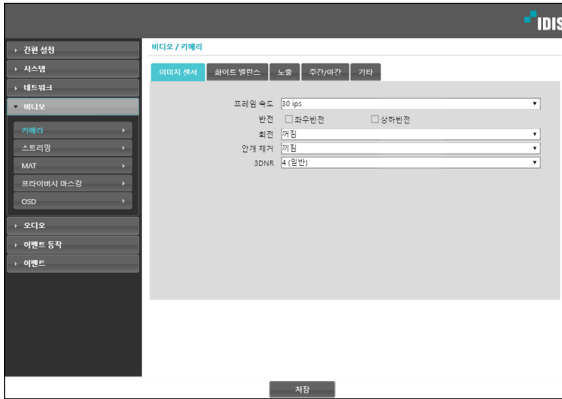 IDIS
비디오 / 카메라
간편 설정
시스템
네트워크
비디오
카메라
스트리밍
MAT
프라이버시 마스킹
OSD
오디오
이벤트 동작
이벤트
이미지 센서 화이트 밸런스 노출 주간/야간 기타
프레임 속도 30 ips
반전 좌우반전 상하반전
회전 꺼짐
안개 제거 꺼짐
3DNR 4 (일반)
저장